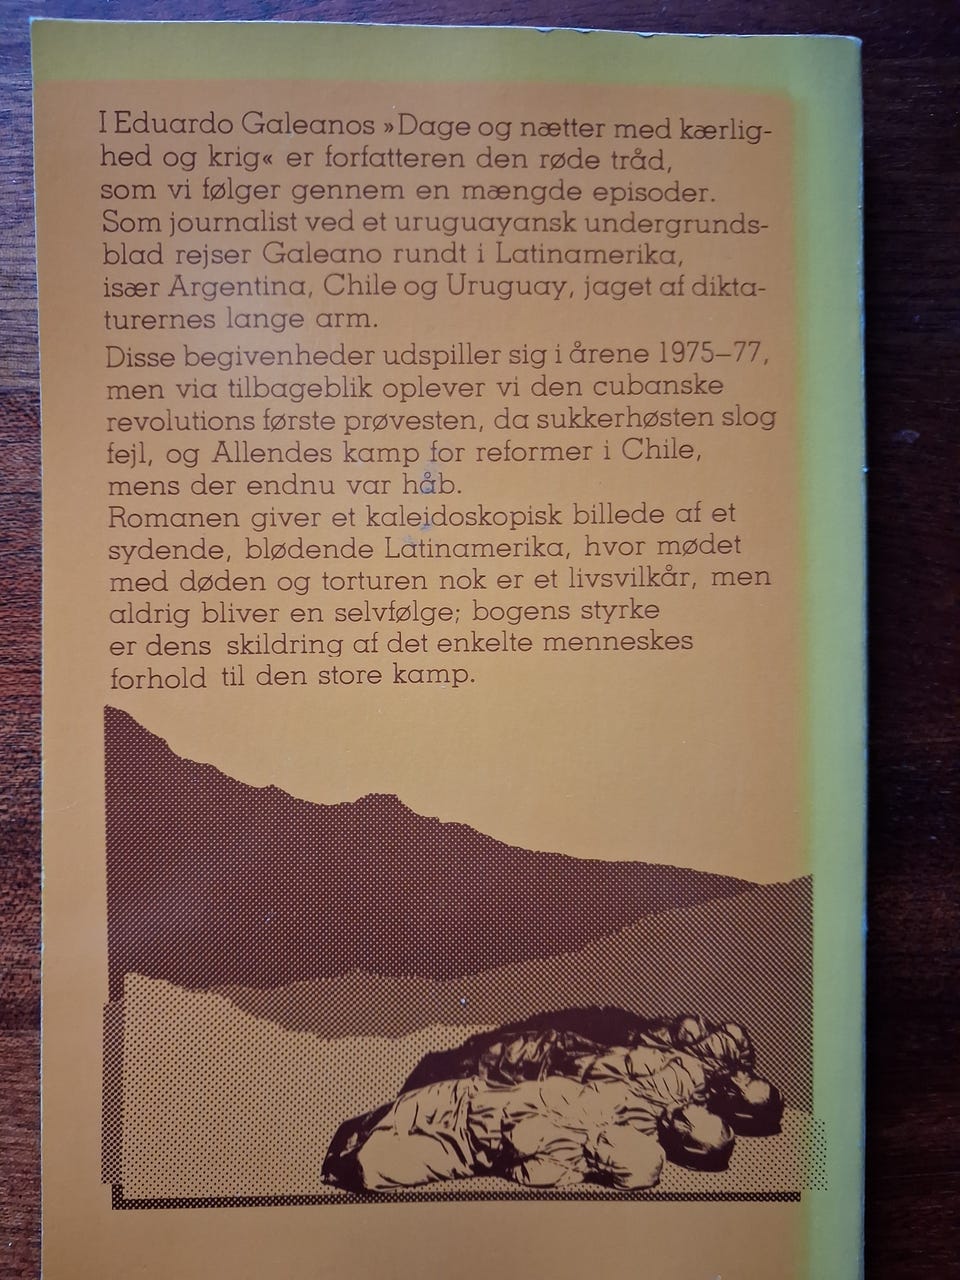 I Eduardo Galeanos »Dage og nætter med kærlig-
hed og krig« er forfatteren den røde tråd,
som vi følger gennem en mængde episoder.
Som journalist ved et uruguayansk undergrunds-
blad rejser Galeano rundt i Latinamerika,
især Argentina, Chile og Uruguay, jaget af dikta-
turernes lange arm.
Disse begivenheder udspiller sig i årene 1975–77,
men via tilbageblik oplever vi den cubanske
revolutions første prøvesten, da sukkerhøsten slog
fejl, og Allendes kamp for reformer i Chile,
mens der endnu var håb.
Romanen giver et kaleidoskopisk billede af et
sydende, blødende Latinamerika, hvor mødet
med døden og torturen nok er et livsvilkår, men
aldrig bliver en selvfølge; bogens styrke
er dens skildring af det enkelte menneskes
forhold til den store kamp.